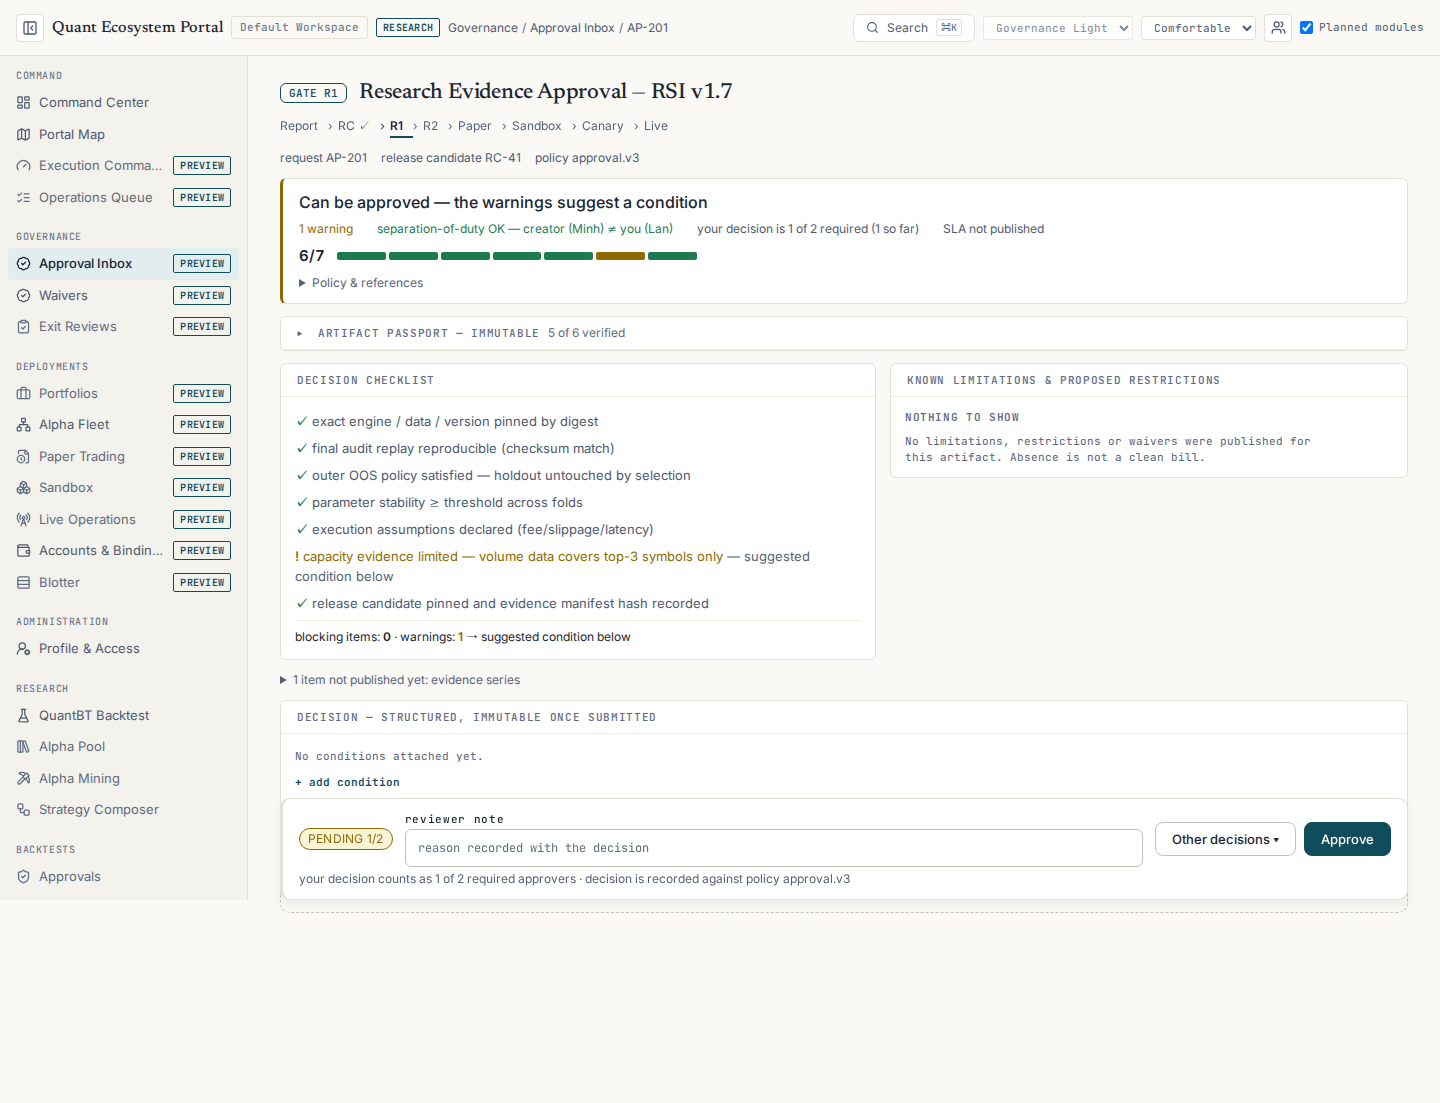 Quant Ecosystem Portal Default Workspace RESEARCH Governance / Approval Inbox / AP-201 Search ⌘K Governance Light Comfortable Planned modules
COMMAND
Command Center
Portal Map
Execution Comma... PREVIEW
Operations Queue PREVIEW
GOVERNANCE
Approval Inbox PREVIEW
Waivers PREVIEW
Exit Reviews PREVIEW
DEPLOYMENTS
Portfolios PREVIEW
Alpha Fleet PREVIEW
Paper Trading PREVIEW
Sandbox PREVIEW
Live Operations PREVIEW
Accounts & Bindin... PREVIEW
Blotter PREVIEW
ADMINISTRATION
Profile & Access
RESEARCH
QuantBT Backtest
Alpha Pool
Alpha Mining
Strategy Composer
BACKTESTS
Approvals
GATE R1 Research Evidence Approval — RSI v1.7
Report › RC ✓ › R1 › R2 › Paper › Sandbox › Canary › Live
request AP-201 release candidate RC-41 policy approval.v3
Can be approved — the warnings suggest a condition
1 warning separation-of-duty OK — creator (Minh) ≠ you (Lan) your decision is 1 of 2 required (1 so far) SLA not published
6/7
▶ Policy & references
▸ ARTIFACT PASSPORT — IMMUTABLE 5 of 6 verified
DECISION CHECKLIST
✓ exact engine / data / version pinned by digest
✓ final audit replay reproducible (checksum match)
✓ outer OOS policy satisfied — holdout untouched by selection
✓ parameter stability ≥ threshold across folds
✓ execution assumptions declared (fee/slippage/latency)
! capacity evidence limited — volume data covers top-3 symbols only — suggested
condition below
✓ release candidate pinned and evidence manifest hash recorded
blocking items: 0 · warnings: 1 → suggested condition below
KNOWN LIMITATIONS & PROPOSED RESTRICTIONS
NOTHING TO SHOW
No limitations, restrictions or waivers were published for
this artifact. Absence is not a clean bill.
▶ 1 item not published yet: evidence series
DECISION — STRUCTURED, IMMUTABLE ONCE SUBMITTED
No conditions attached yet.
+ add condition
reviewer note
PENDING 1/2 reason recorded with the decision Other decisions ▾ Approve
your decision counts as 1 of 2 required approvers · decision is recorded against policy approval.v3